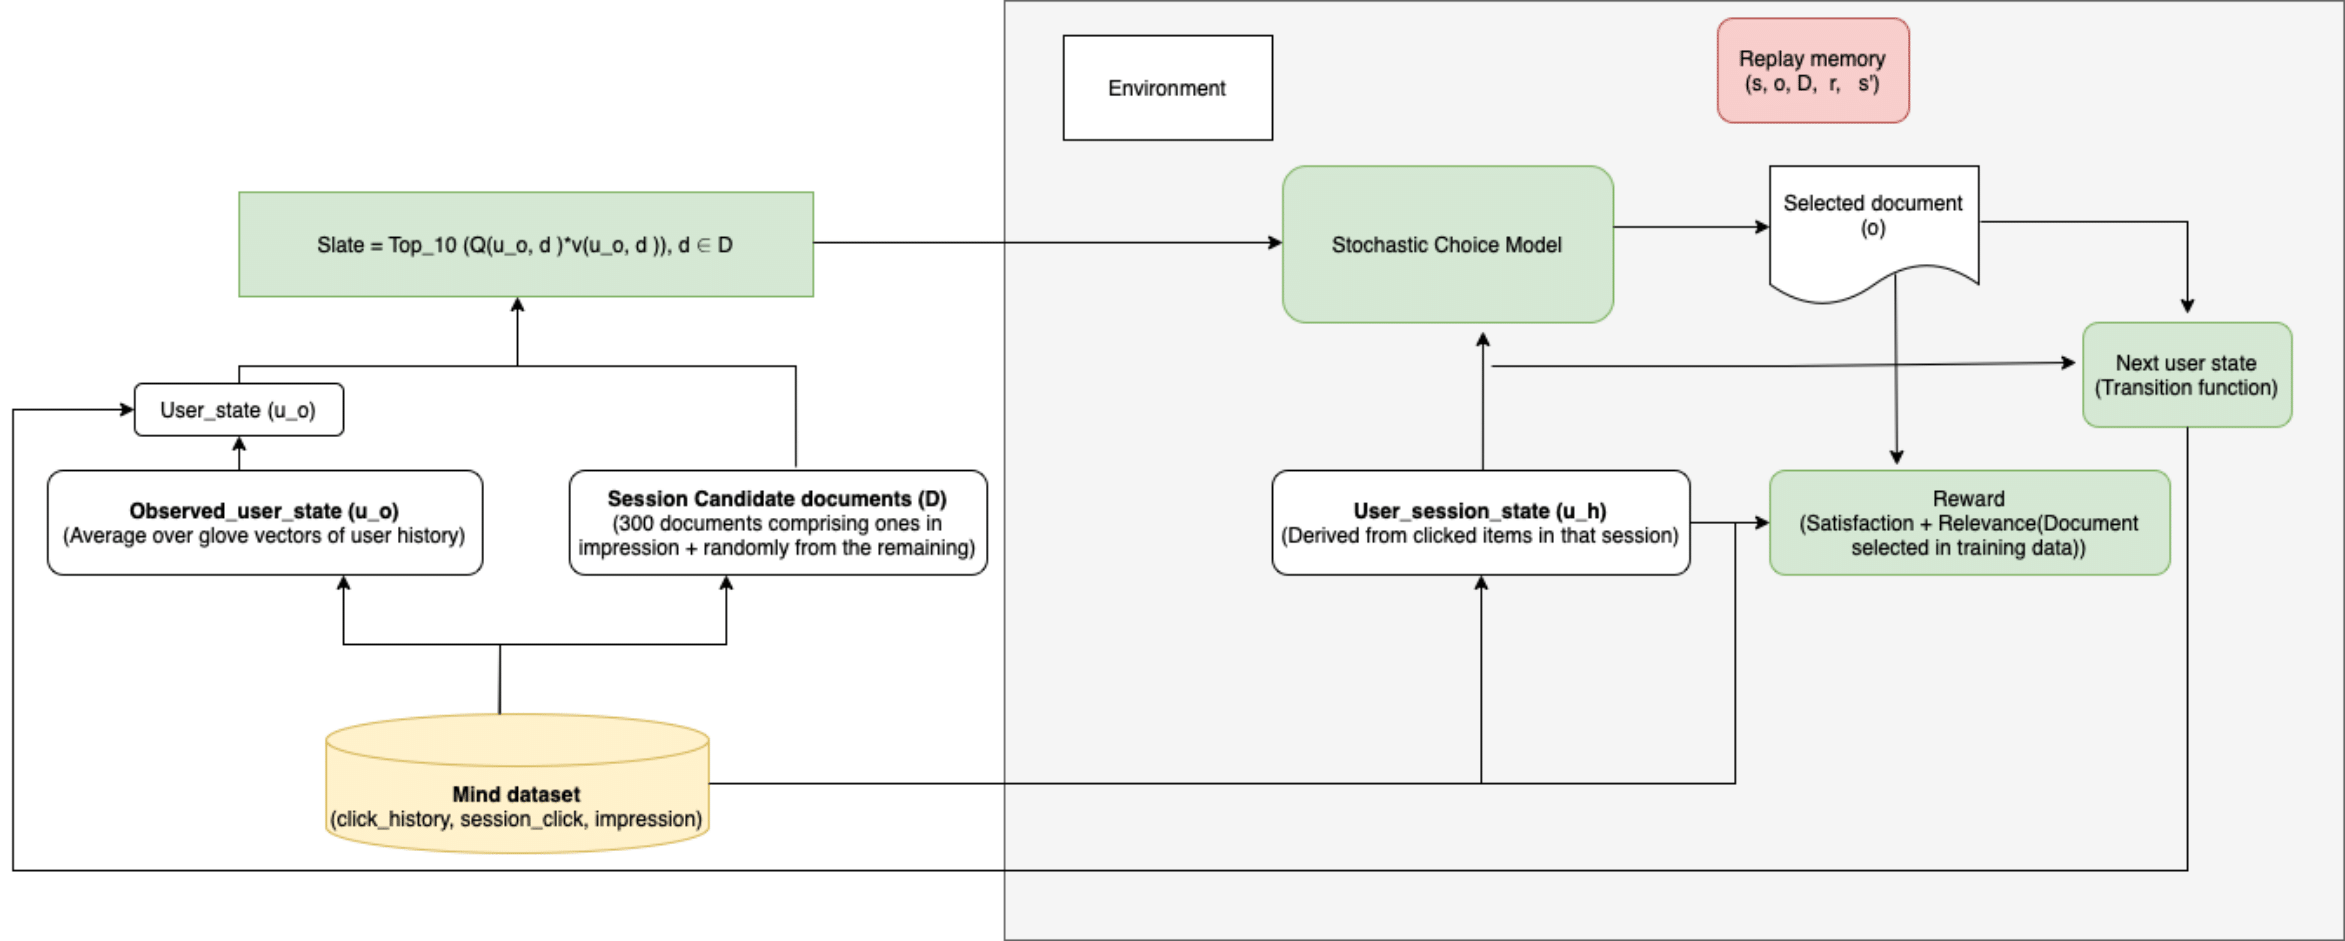 Environment
Replay memory
(s, o, D, r, s')
Slate = Top_10 (Q(u_o, d )*v(u_o, d )), d ∈ D
Stochastic Choice Model
Selected document
(o)
Next user state
(Transition function)
User_state (u_o)
Observed_user_state (u_o)
(Average over glove vectors of user history)
Session Candidate documents (D)
(300 documents comprising ones in
impression + randomly from the remaining)
User_session_state (u_h)
(Derived from clicked items in that session)
Reward
(Satisfaction + Relevance(Document
selected in training data))
Mind dataset
(click_history, session_click, impression)